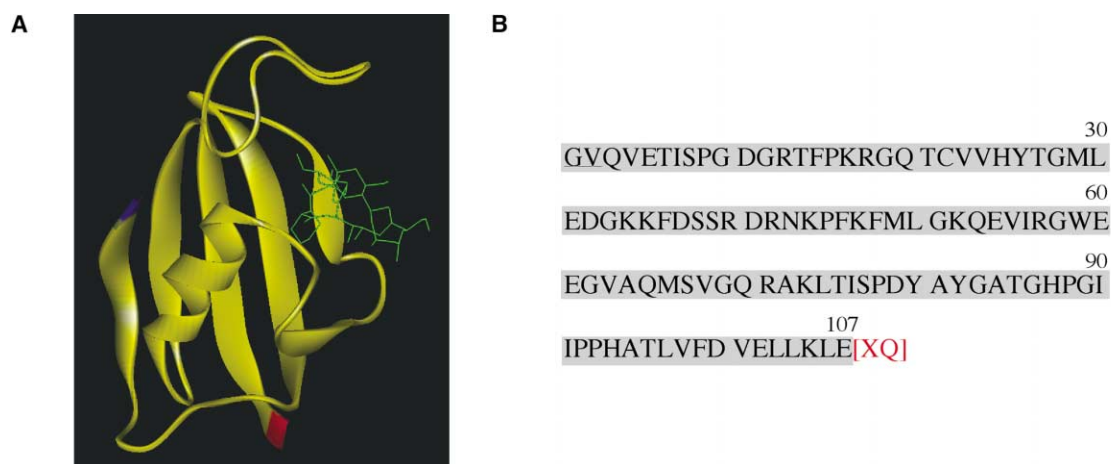 A
B
30
GVQVETISPG DGRTFPKRGQ TCVVHYTGML
60
EDGKKFDSSR DRNKPFKFML GKQEVIRGWE
90
EGVAQMSVGQ RAKLTISPDY AYGATGHPGI
107
IPPHATLVFD VELLKLE[XQ]